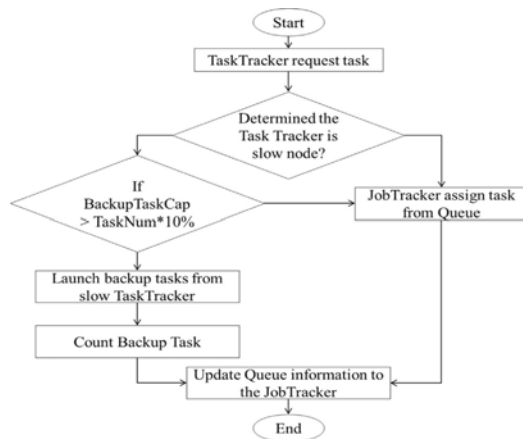 Start
TaskTracker request task
Determined the
Task Tracker is
slow node?
If
BackupTaskCap
> TaskNum*10%
JobTracker assign task
from Queue
Launch backup tasks from
slow TaskTracker
Count Backup Task
Update Queue information to
the JobTracker
End